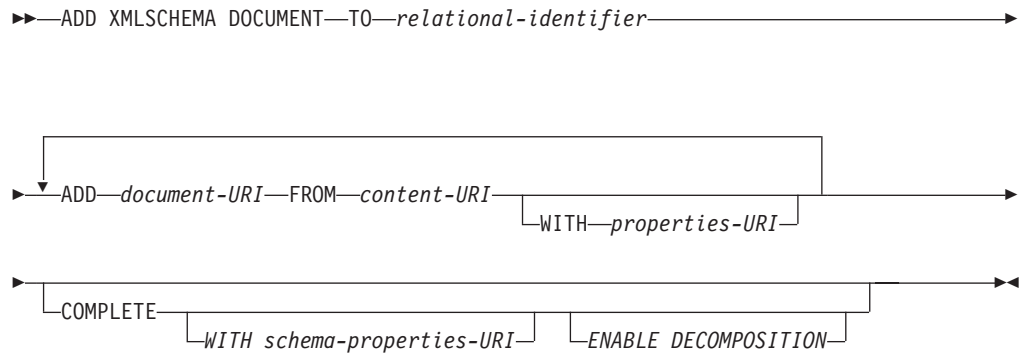 ADD XMLSCHEMA DOCUMENT TO relational-identifier
ADD document-URI FROM content-URI
WITH properties-URI
COMPLETE
WITH schema-properties-URI ENABLE DECOMPOSITION